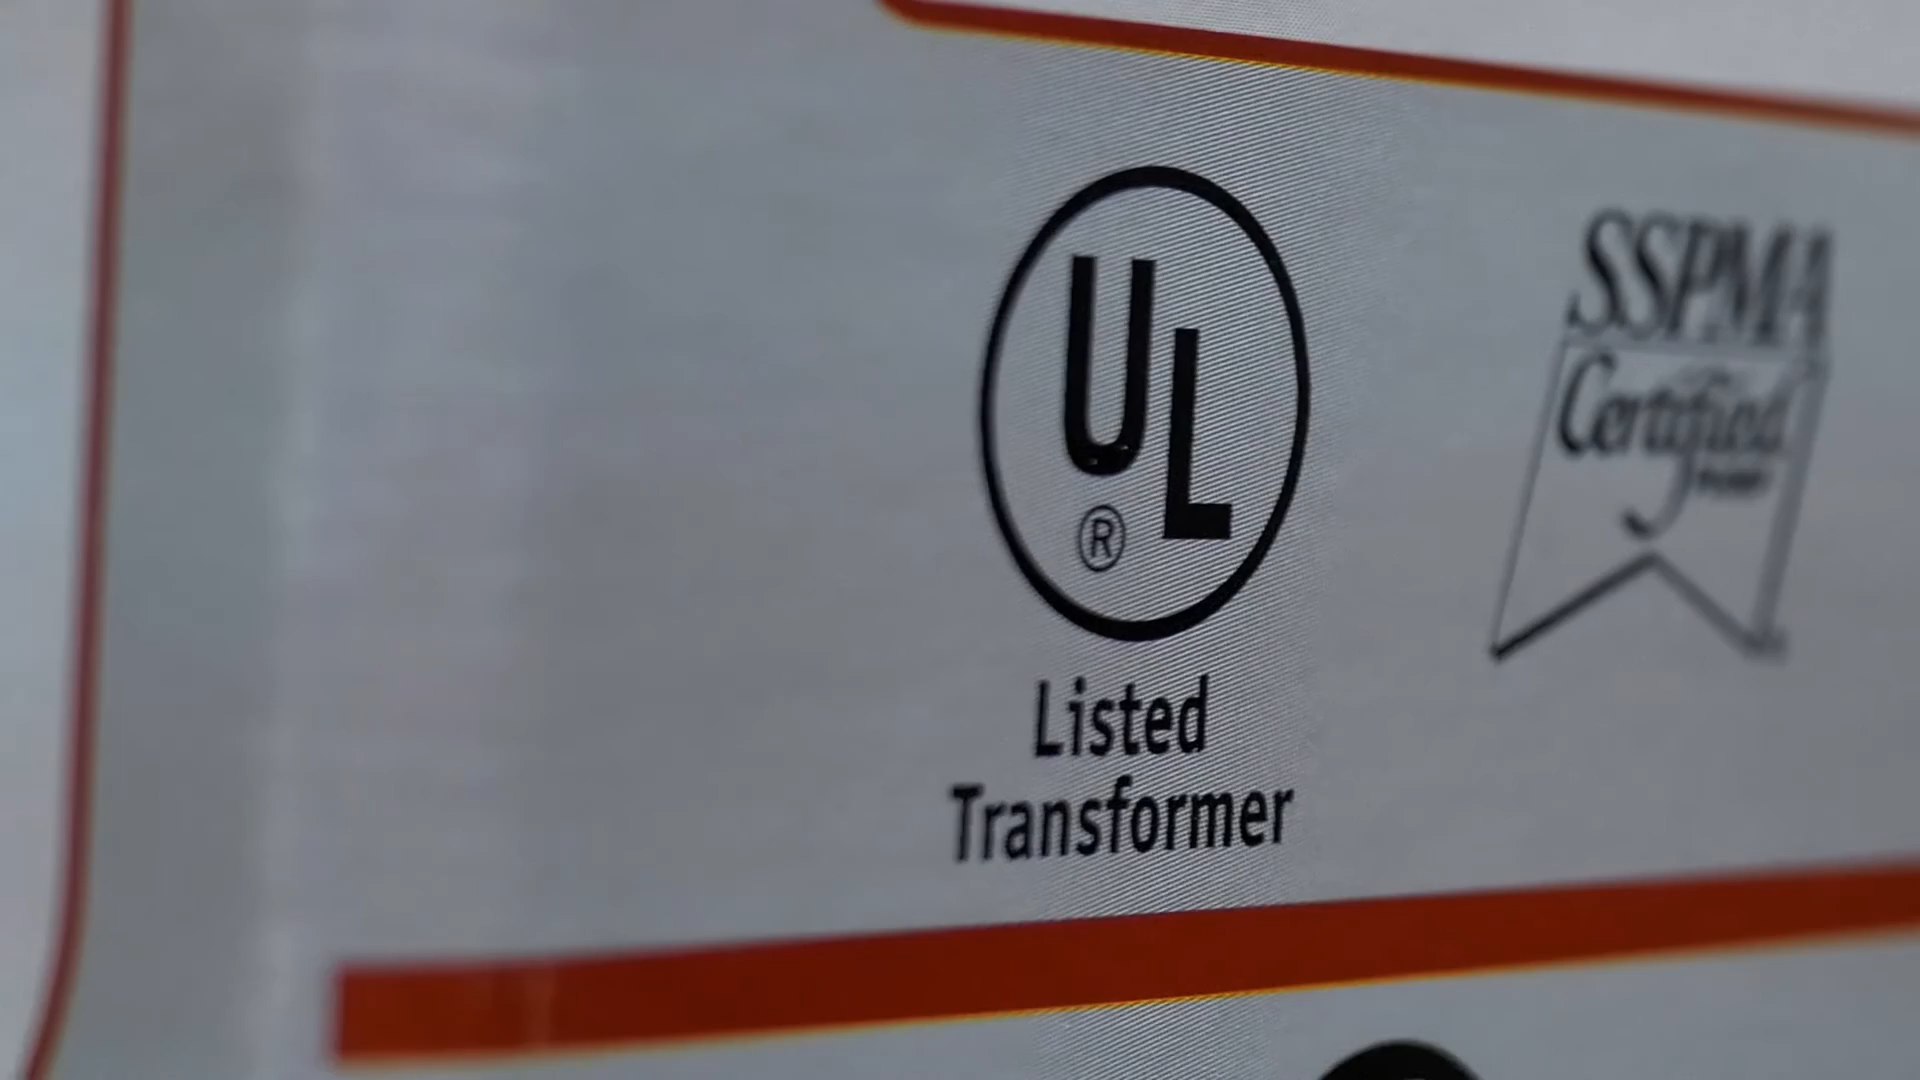 UL
®
Listed
Transformer
SSPMA
Certified